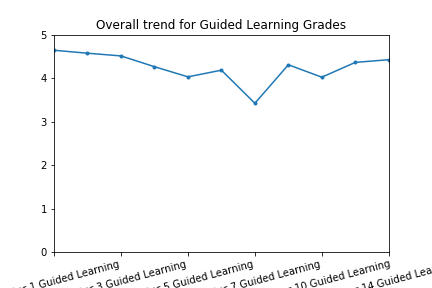 Overall trend for Guided Learning Grades
5
4
3
2
1
0
1 Guided Learning
3 Guided Learning
5 Guided Learning
7 Guided Learning
10 Guided Learning
14 Guided